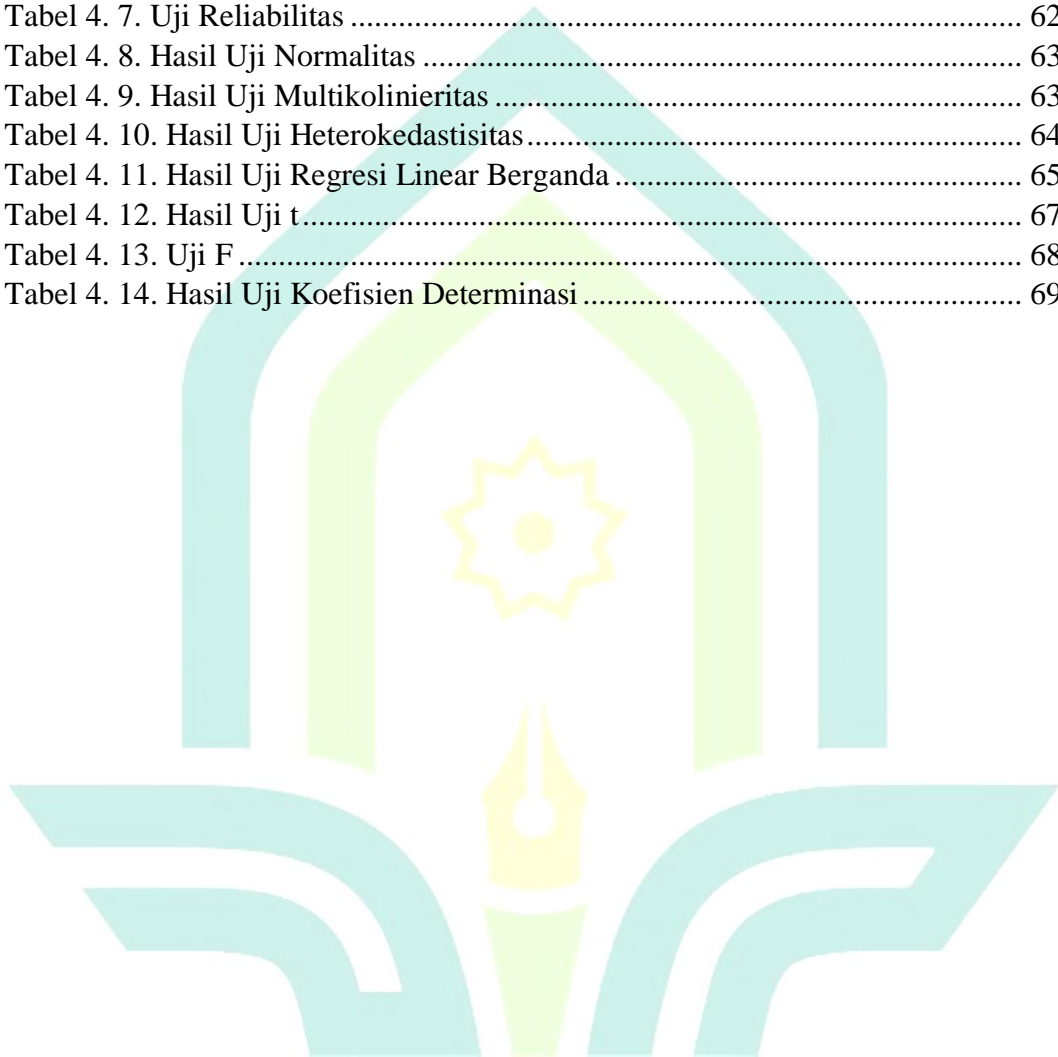 Tabel 4. 7. Uji Reliabilitas ........................................................................................ 62
Tabel 4. 8. Hasil Uji Normalitas ............................................................................. 63
Tabel 4. 9. Hasil Uji Multikolinieritas .................................................................... 63
Tabel 4. 10. Hasil Uji Heterokedastisitas ................................................................ 64
Tabel 4. 11. Hasil Uji Regresi Linear Berganda ...................................................... 65
Tabel 4. 12. Hasil Uji t ............................................................................................ 67
Tabel 4. 13. Uji F .................................................................................................... 68
Tabel 4. 14. Hasil Uji Koefisien Determinasi .......................................................... 69